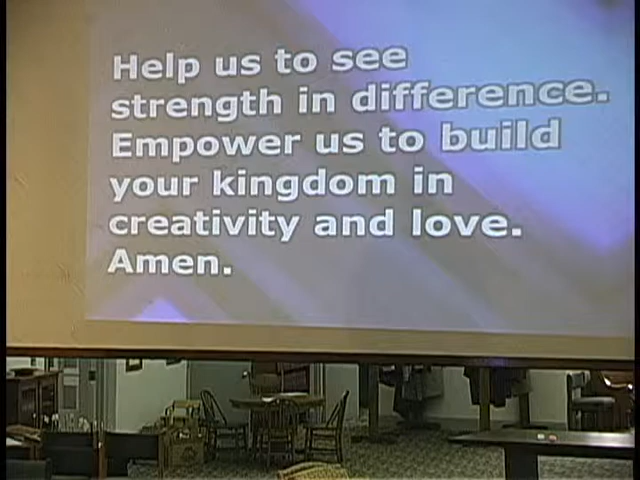 Help us to see
strength in difference.
Empower us to build
your kingdom in
creativity and love.
Amen.